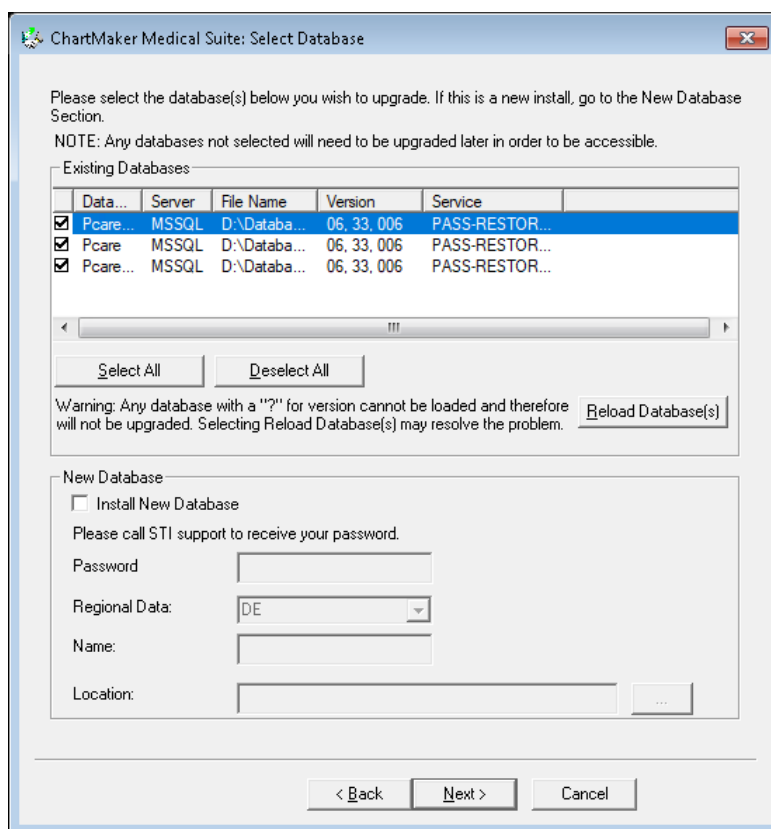 ChartMaker Medical Suite: Select Database
Please select the database(s) below you wish to upgrade. If this is a new install, go to the New Database
Section.
NOTE: Any databases not selected will need to be upgraded later in order to be accessible.
Existing Databases
Data... Server File Name Version Service
Pcare... MSSQL D:\Databa... 06, 33, 006 PASS-RESTOR...
Pcare MSSQL D:\Databa... 06, 33, 006 PASS-RESTOR...
Pcare... MSSQL D:\Databa... 06, 33, 006 PASS-RESTOR...
Select All Deselect All
Warning: Any database with a "?" for version cannot be loaded and therefore
will not be upgraded. Selecting Reload Database(s) may resolve the problem.
Reload Database(s)
New Database
Install New Database
Please call STI support to receive your password.
Password
Regional Data: DE
Name:
Location: ...
< Back Next > Cancel